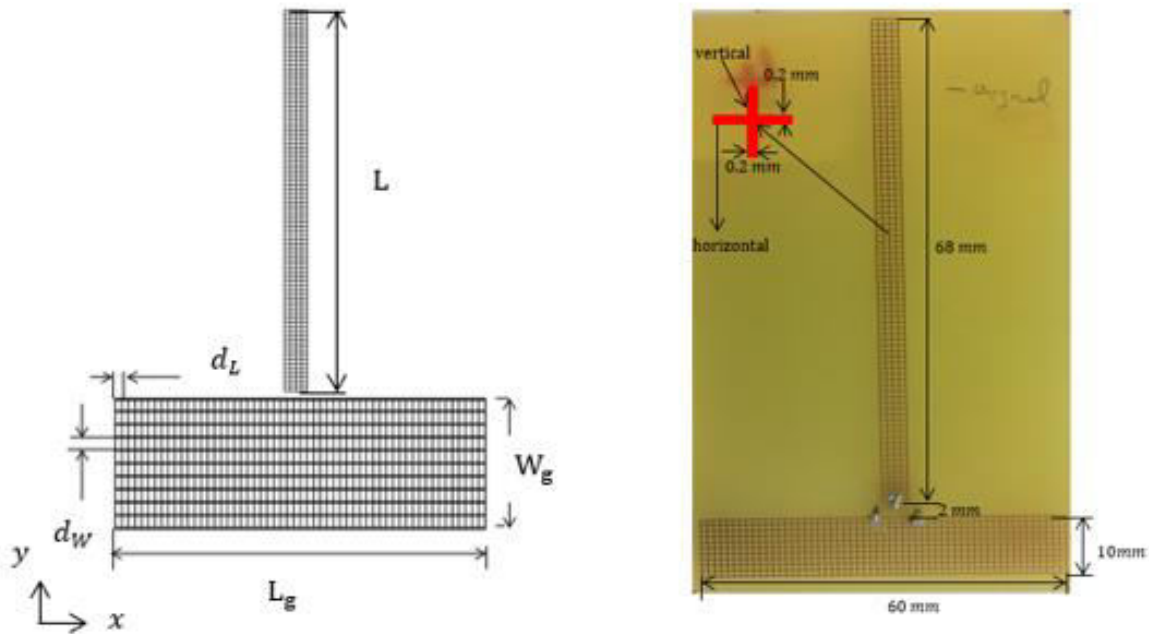 L
d_L
W_g
d_W
y
x
L_g
vertical
0.2 mm
0.2 mm
horizontal
68 mm
2 mm
10mm
60 mm